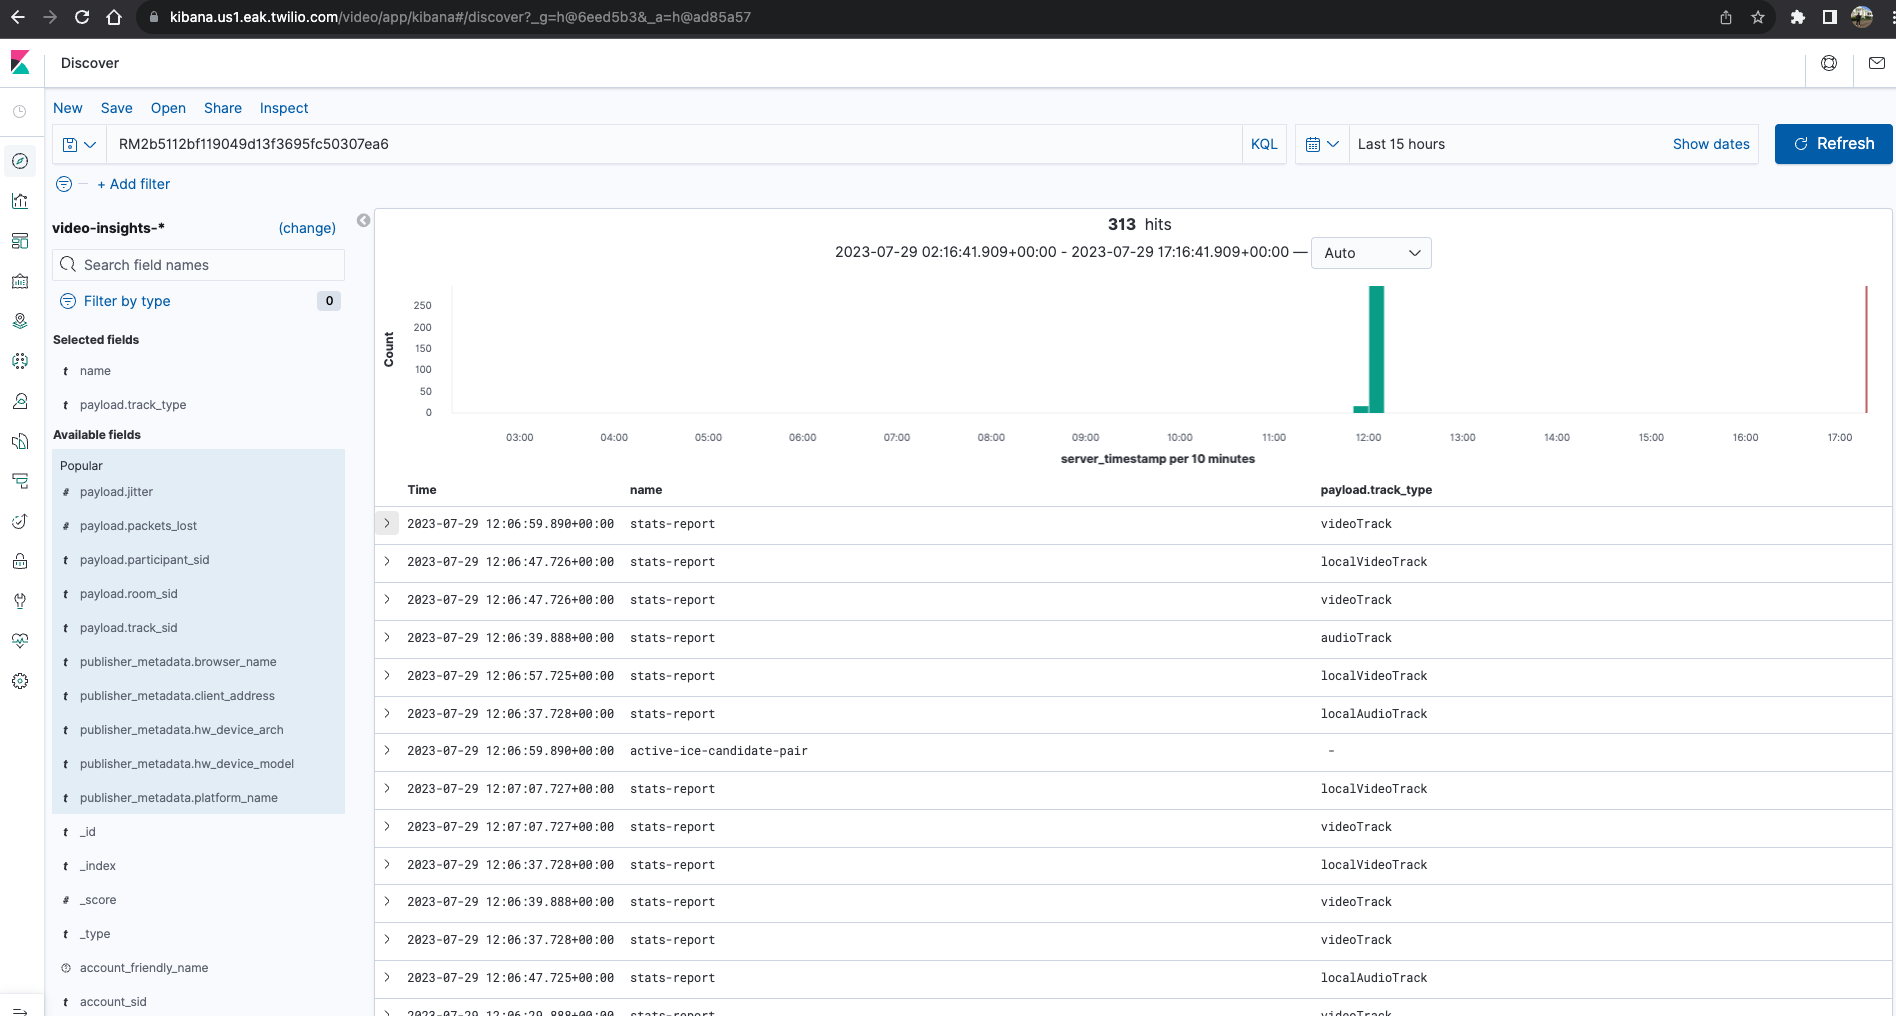 kibana.us1.eak.twilio.com/video/app/kibana#/discover?_g=h@6eed5b3&_a=h@ad85a57
Discover
New Save Open Share Inspect
RM2b5112bf119049d13f3695fc50307ea6 KQL Last 15 hours Show dates Refresh
+ Add filter
video-insights-* (change)
Search field names
Filter by type 0
Selected fields
t name
t payload.track_type
Available fields
Popular
# payload.jitter
# payload.packets_lost
t payload.participant_sid
t payload.room_sid
t payload.track_sid
t publisher_metadata.browser_name
t publisher_metadata.client_address
t publisher_metadata.hw_device_arch
t publisher_metadata.hw_device_model
t publisher_metadata.platform_name
t _id
t _index
# _score
t _type
account_friendly_name
t account_sid
313 hits
2023-07-29 02:16:41.909+00:00 - 2023-07-29 17:16:41.909+00:00 — Auto
Count
250
200
150
100
50
0
03:00 04:00 05:00 06:00 07:00 08:00 09:00 10:00 11:00 12:00 13:00 14:00 15:00 16:00 17:00
server_timestamp per 10 minutes
Time name payload.track_type
2023-07-29 12:06:59.890+00:00 stats-report videoTrack
2023-07-29 12:06:47.726+00:00 stats-report localVideoTrack
2023-07-29 12:06:47.726+00:00 stats-report videoTrack
2023-07-29 12:06:39.888+00:00 stats-report audioTrack
2023-07-29 12:06:57.725+00:00 stats-report localVideoTrack
2023-07-29 12:06:37.728+00:00 stats-report localAudioTrack
2023-07-29 12:06:59.890+00:00 active-ice-candidate-pair -
2023-07-29 12:07:07.727+00:00 stats-report localVideoTrack
2023-07-29 12:07:07.727+00:00 stats-report videoTrack
2023-07-29 12:06:37.728+00:00 stats-report localVideoTrack
2023-07-29 12:06:39.888+00:00 stats-report videoTrack
2023-07-29 12:06:37.728+00:00 stats-report videoTrack
2023-07-29 12:06:47.725+00:00 stats-report localAudioTrack
2023-07-29 12:06:29.888+00:00 stats-report videoTrack